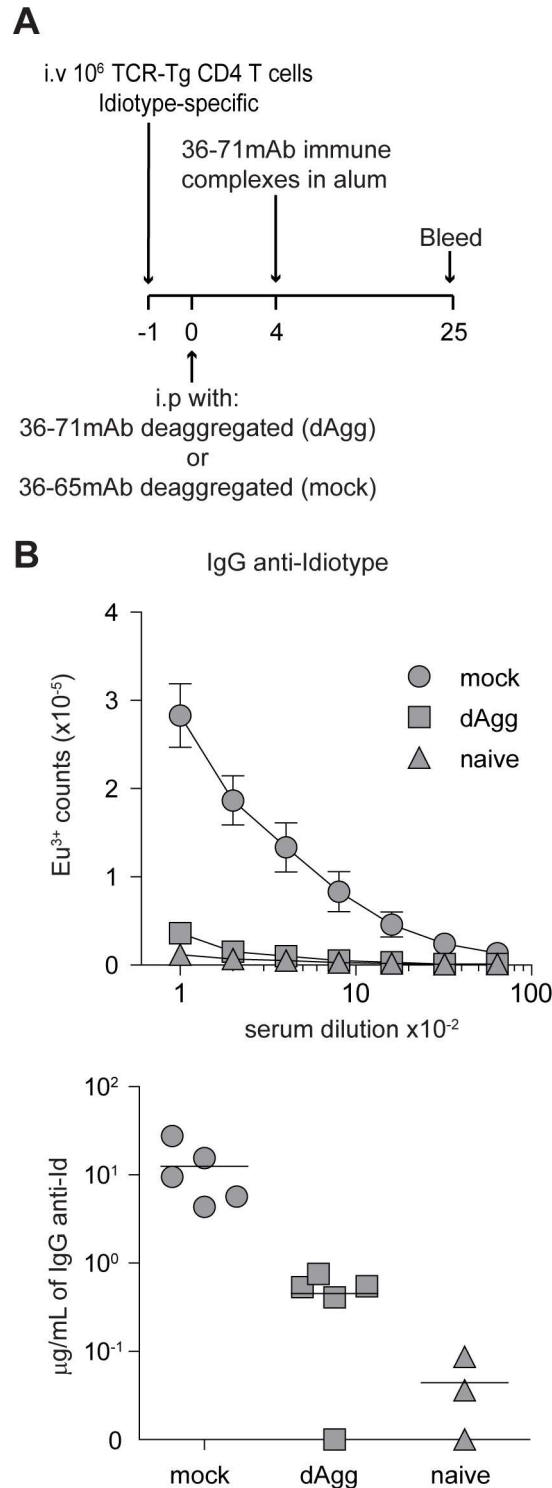 A
i.v 10⁶ TCR-Tg CD4 T cells
Idiotype-specific
36-71mAb immune
complexes in alum
Bleed
-1 0 4 25
i.p with:
36-71mAb deaggregated (dAgg)
or
36-65mAb deaggregated (mock)
B
IgG anti-Idiotype
Eu³⁺ counts (x10⁻⁵)
4
3
2
1
0
mock
dAgg
naive
1 10 100
serum dilution x10⁻²
µg/mL of IgG anti-Id
10²
10¹
10⁰
10⁻¹
0
mock dAgg naive